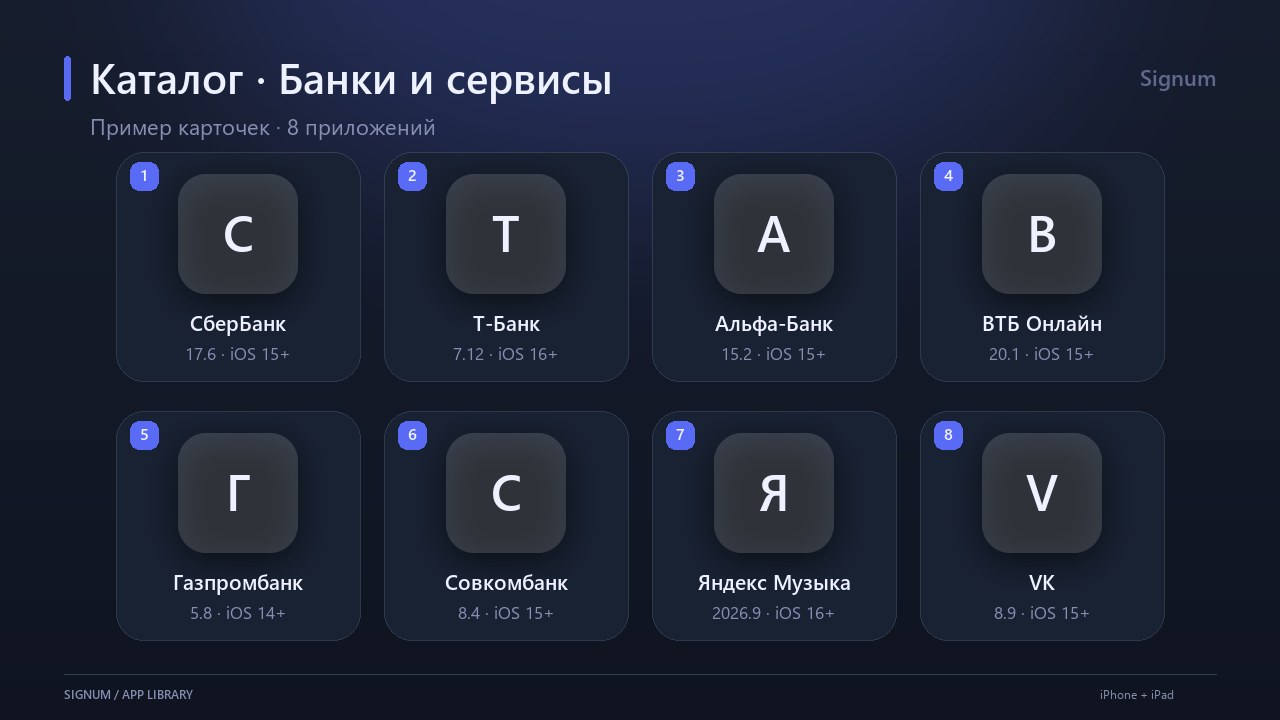 Каталог · Банки и сервисы
Signum
Пример карточек · 8 приложений
1
С
СберБанк
17.6 · iOS 15+
2
Т
Т-Банк
7.12 · iOS 16+
3
А
Альфа-Банк
15.2 · iOS 15+
4
В
ВТБ Онлайн
20.1 · iOS 15+
5
Г
Газпромбанк
5.8 · iOS 14+
6
С
Совкомбанк
8.4 · iOS 15+
7
Я
Яндекс Музыка
2026.9 · iOS 16+
8
V
VK
8.9 · iOS 15+
SIGNUM / APP LIBRARY
iPhone + iPad